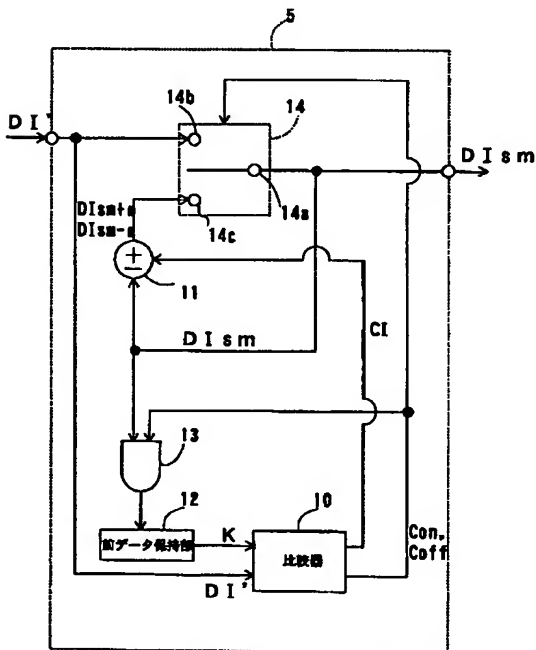 5
DI'
14b
14
DIsm
14a
14c
DIsm+a
DIsm-a
+
−
11
CI
DIsm
13
12
10
前データ保持部
K
比較器
DI'
Con.
Coff